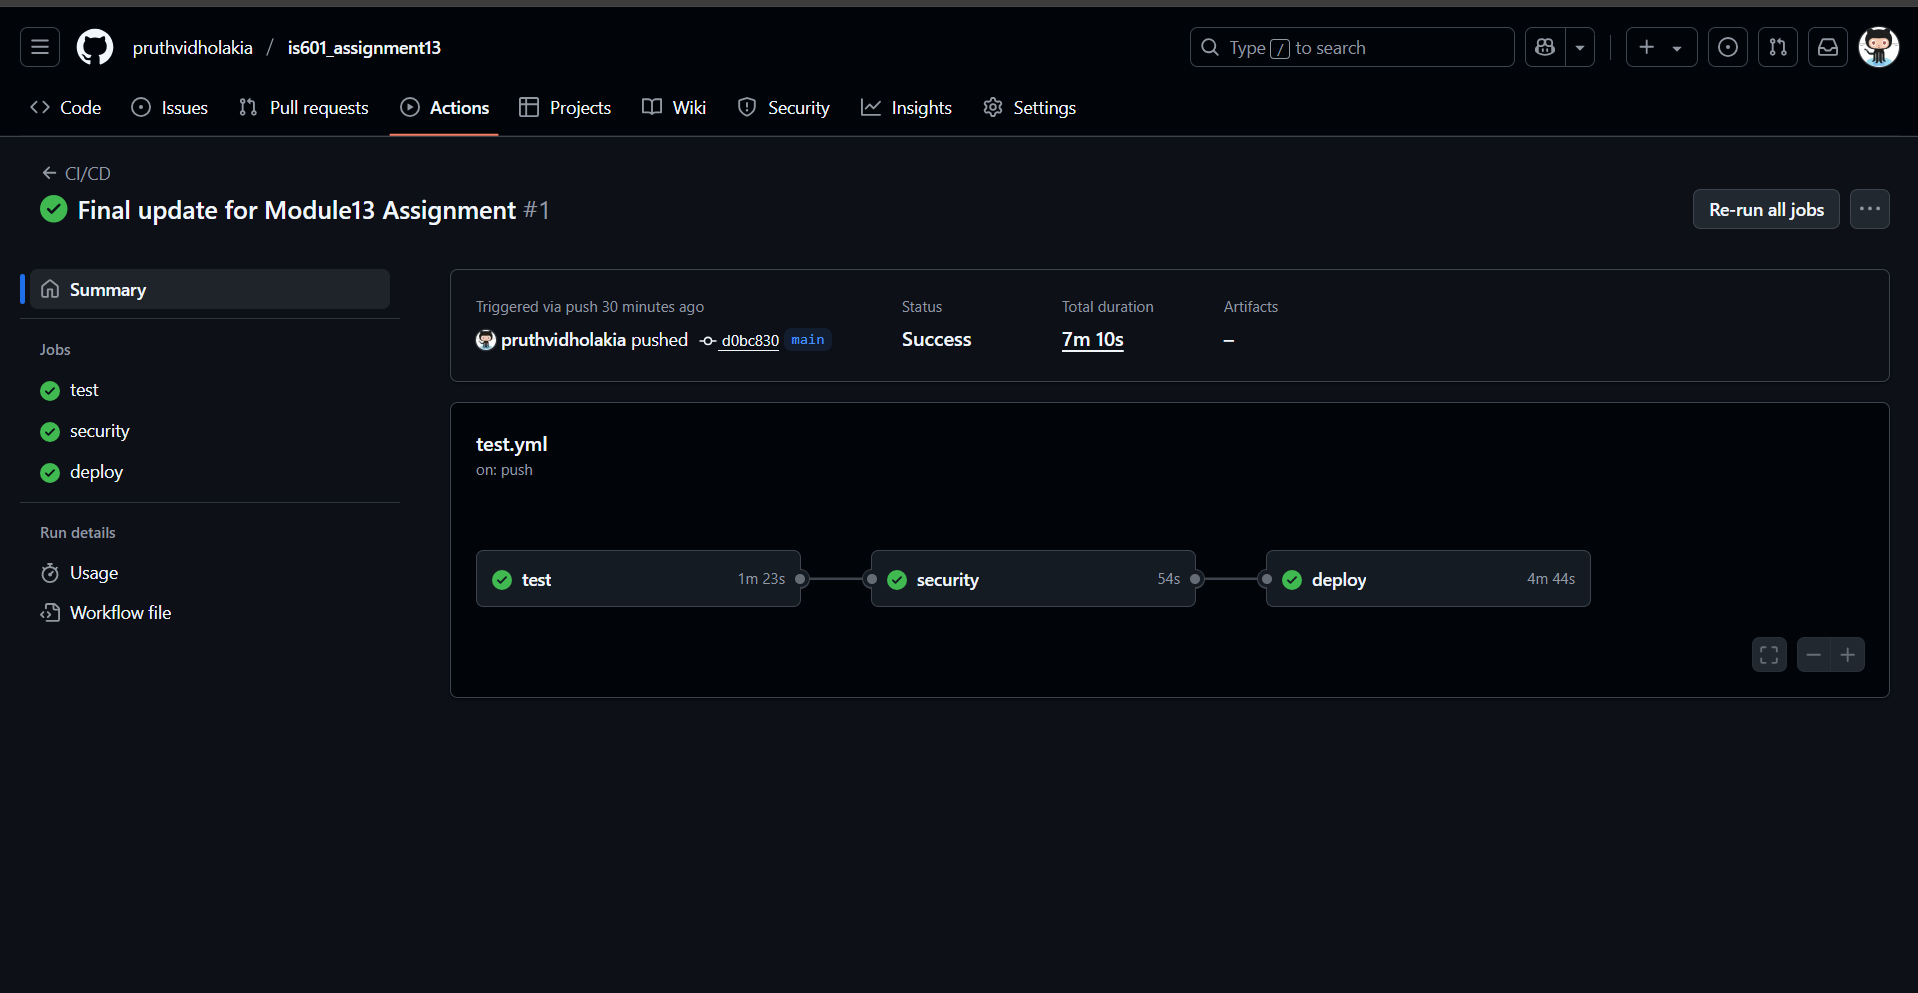 pruthvidholakia / is601_assignment13
Type / to search
Code Issues Pull requests Actions Projects Wiki Security Insights Settings
CI/CD
Final update for Module13 Assignment #1
Re-run all jobs
Summary
Jobs
test
security
deploy
Run details
Usage
Workflow file
Triggered via push 30 minutes ago
pruthvidholakia pushed d0bc830 main
Status
Success
Total duration
7m 10s
Artifacts
–
test.yml
on: push
test 1m 23s
security 54s
deploy 4m 44s